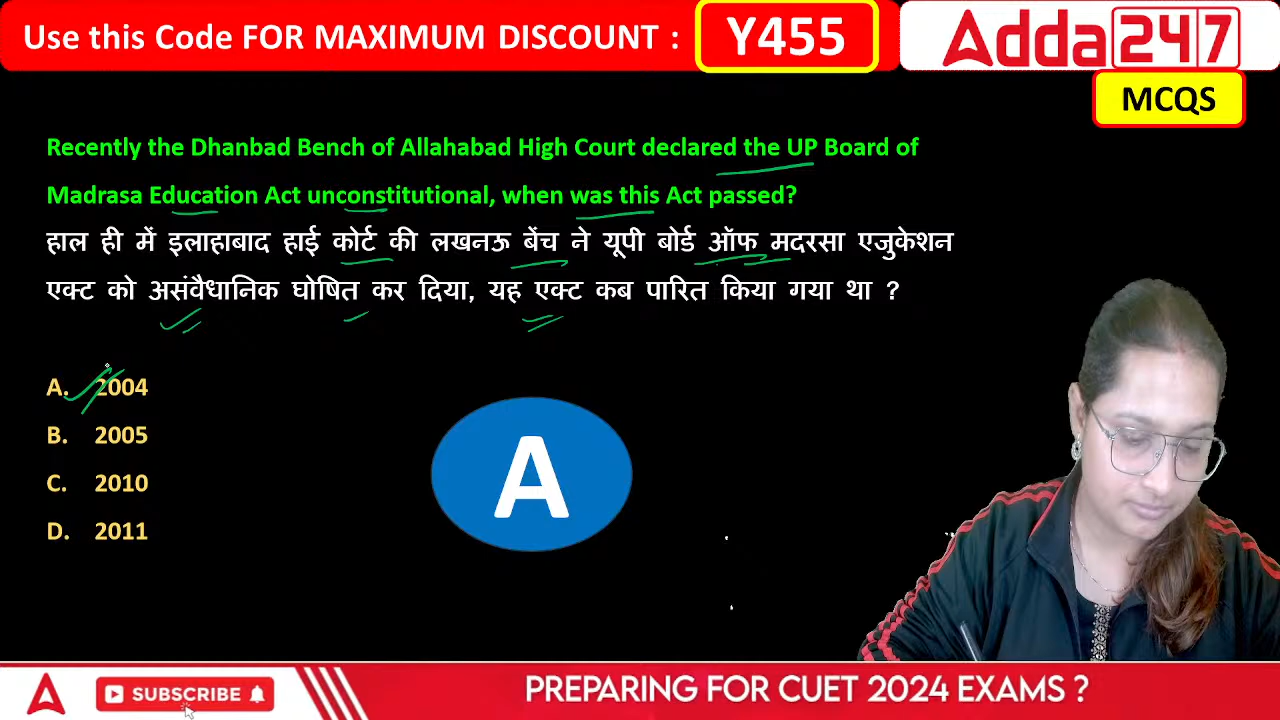 Use this Code FOR MAXIMUM DISCOUNT :
Y455
Adda247
MCQS
Recently the Dhanbad Bench of Allahabad High Court declared the UP Board of
Madrasa Education Act unconstitutional, when was this Act passed?
हाल ही में इलाहाबाद हाई कोर्ट की लखनऊ बेंच ने यूपी बोर्ड ऑफ मदरसा एजुकेशन
एक्ट को असंवैधानिक घोषित कर दिया, यह एक्ट कब पारित किया गया था ?
A. 2004
B. 2005
C. 2010
D. 2011
A
SUBSCRIBE
PREPARING FOR CUET 2024 EXAMS ?